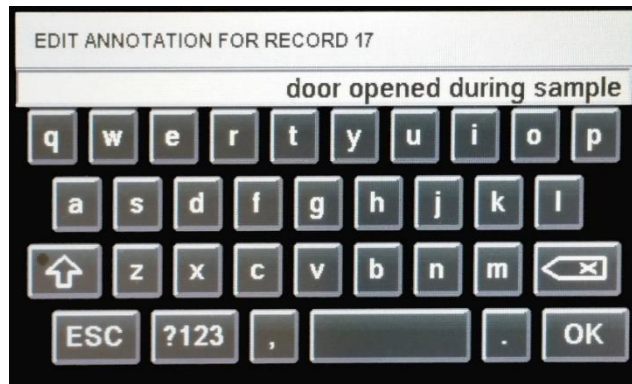 EDIT ANNOTATION FOR RECORD 17
door opened during sample
q w e r t y u i o p
a s d f g h j k l
z x c v b n m
ESC ?123 , . OK